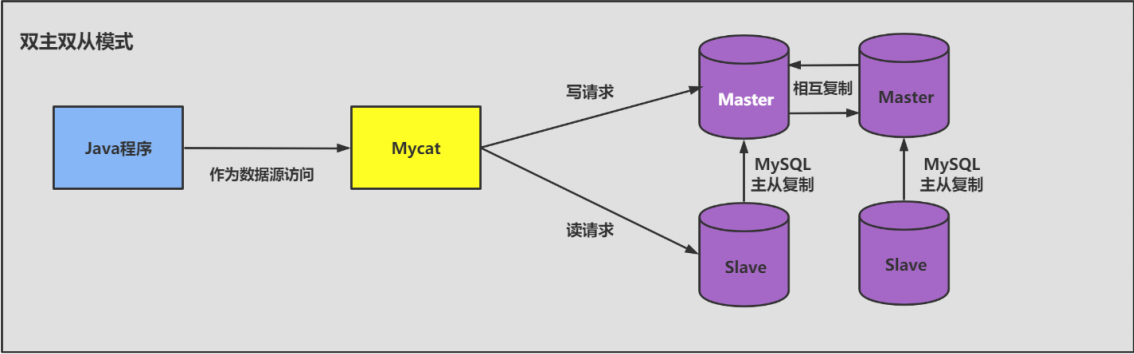 双主双从模式
Java程序
作为数据源访问
Mycat
写请求
读请求
Master
相互复制
Master
MySQL
主从复制
MySQL
主从复制
Slave
Slave